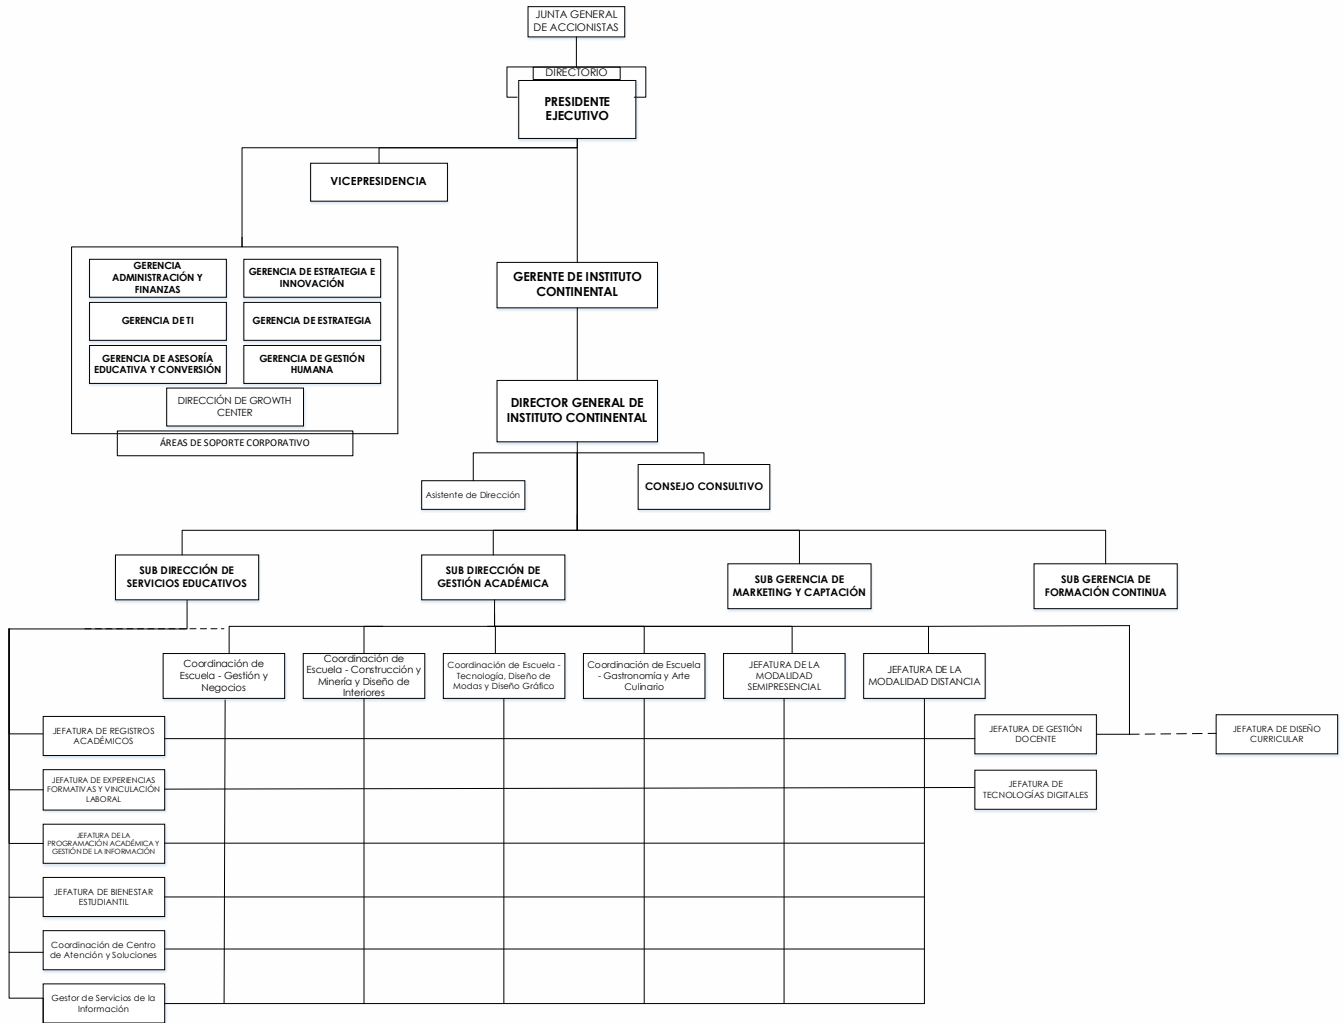 JUNTA GENERAL
DE ACCIONISTAS
DIRECTORIO
PRESIDENTE
EJECUTIVO
VICEPRESIDENCIA
GERENCIA
ADMINISTRACIÓN Y
FINANZAS
GERENCIA DE ESTRATEGIA E
INNOVACIÓN
GERENCIA DE TI
GERENCIA DE ESTRATEGIA
GERENCIA DE ASESORÍA
EDUCATIVA Y CONVERSIÓN
GERENCIA DE GESTIÓN
HUMANA
DIRECCIÓN DE GROWTH
CENTER
ÁREAS DE SOPORTE CORPORATIVO
GERENTE DE INSTITUTO
CONTINENTAL
DIRECTOR GENERAL DE
INSTITUTO CONTINENTAL
Asistente de Dirección
CONSEJO CONSULTIVO
SUB DIRECCIÓN DE
SERVICIOS EDUCATIVOS
SUB DIRECCIÓN DE
GESTIÓN ACADÉMICA
SUB GERENCIA DE
MARKETING Y CAPTACIÓN
SUB GERENCIA DE
FORMACIÓN CONTINUA
Coordinación de
Escuela - Gestión y
Negocios
Coordinación de
Escuela - Construcción y
Minería y Diseño de
Interiores
Coordinación de Escuela -
Tecnología, Diseño de
Modas y Diseño Gráfico
Coordinación de Escuela
- Gastronomía y Arte
Culinario
JEFATURA DE LA
MODALIDAD
SEMIPRESENCIAL
JEFATURA DE LA
MODALIDAD DISTANCIA
JEFATURA DE REGISTROS
ACADÉMICOS
JEFATURA DE GESTIÓN
DOCENTE
JEFATURA DE DISEÑO
CURRICULAR
JEFATURA DE EXPERIENCIAS
FORMATIVAS Y VINCULACIÓN
LABORAL
JEFATURA DE
TECNOLOGÍAS DIGITALES
JEFATURA DE LA
PROGRAMACIÓN ACADÉMICA Y
GESTIÓN DE LA INFORMACIÓN
JEFATURA DE BIENESTAR
ESTUDIANTIL
Coordinación de Centro
de Atención y Soluciones
Gestor de Servicios de la
Información